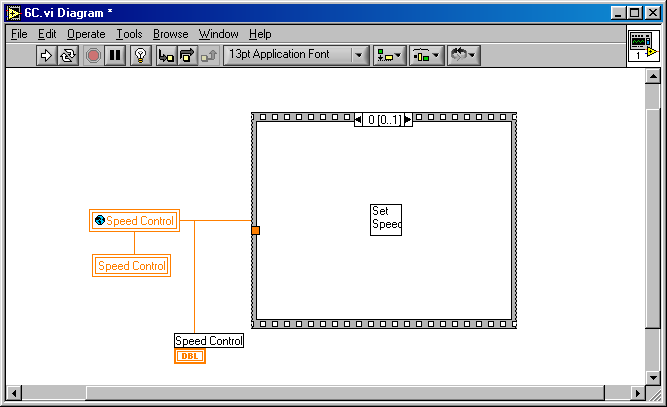 6C.vi Diagram *
File Edit Operate Tools Browse Window Help
13pt Application Font
1
0 [0..1]
Set
Speed
Speed Control
Speed Control
Speed Control
DBL